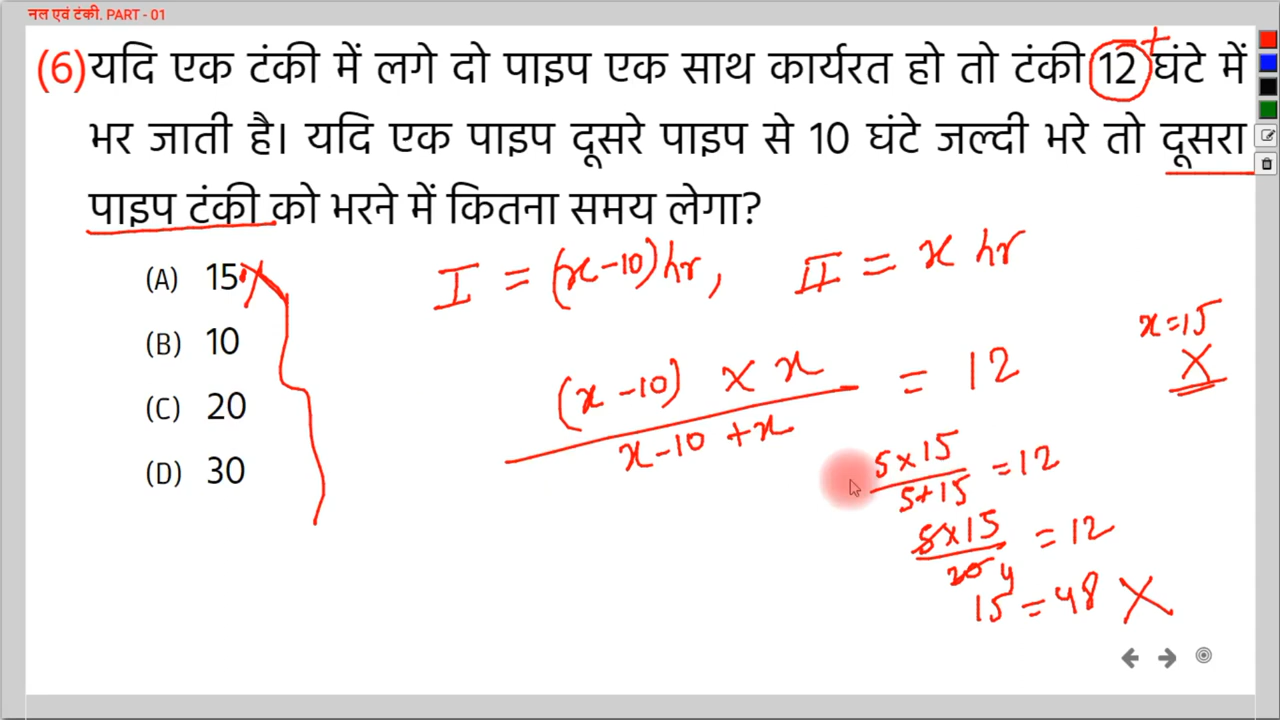 नल एवं टंकी. PART - 01
(6) यदि एक टंकी में लगे दो पाइप एक साथ कार्यरत हो तो टंकी 12 घंटे में
भर जाती है। यदि एक पाइप दूसरे पाइप से 10 घंटे जल्दी भरे तो दूसरा
पाइप टंकी को भरने में कितना समय लेगा?
(A) 15
(B) 10
(C) 20
(D) 30
I = (x-10) hr, II = x hr
(x-10) × x
x-10 + x
= 12
x=15
×
5×15
5+15
= 12
5×15
20 4
= 12
15 = 48 ×